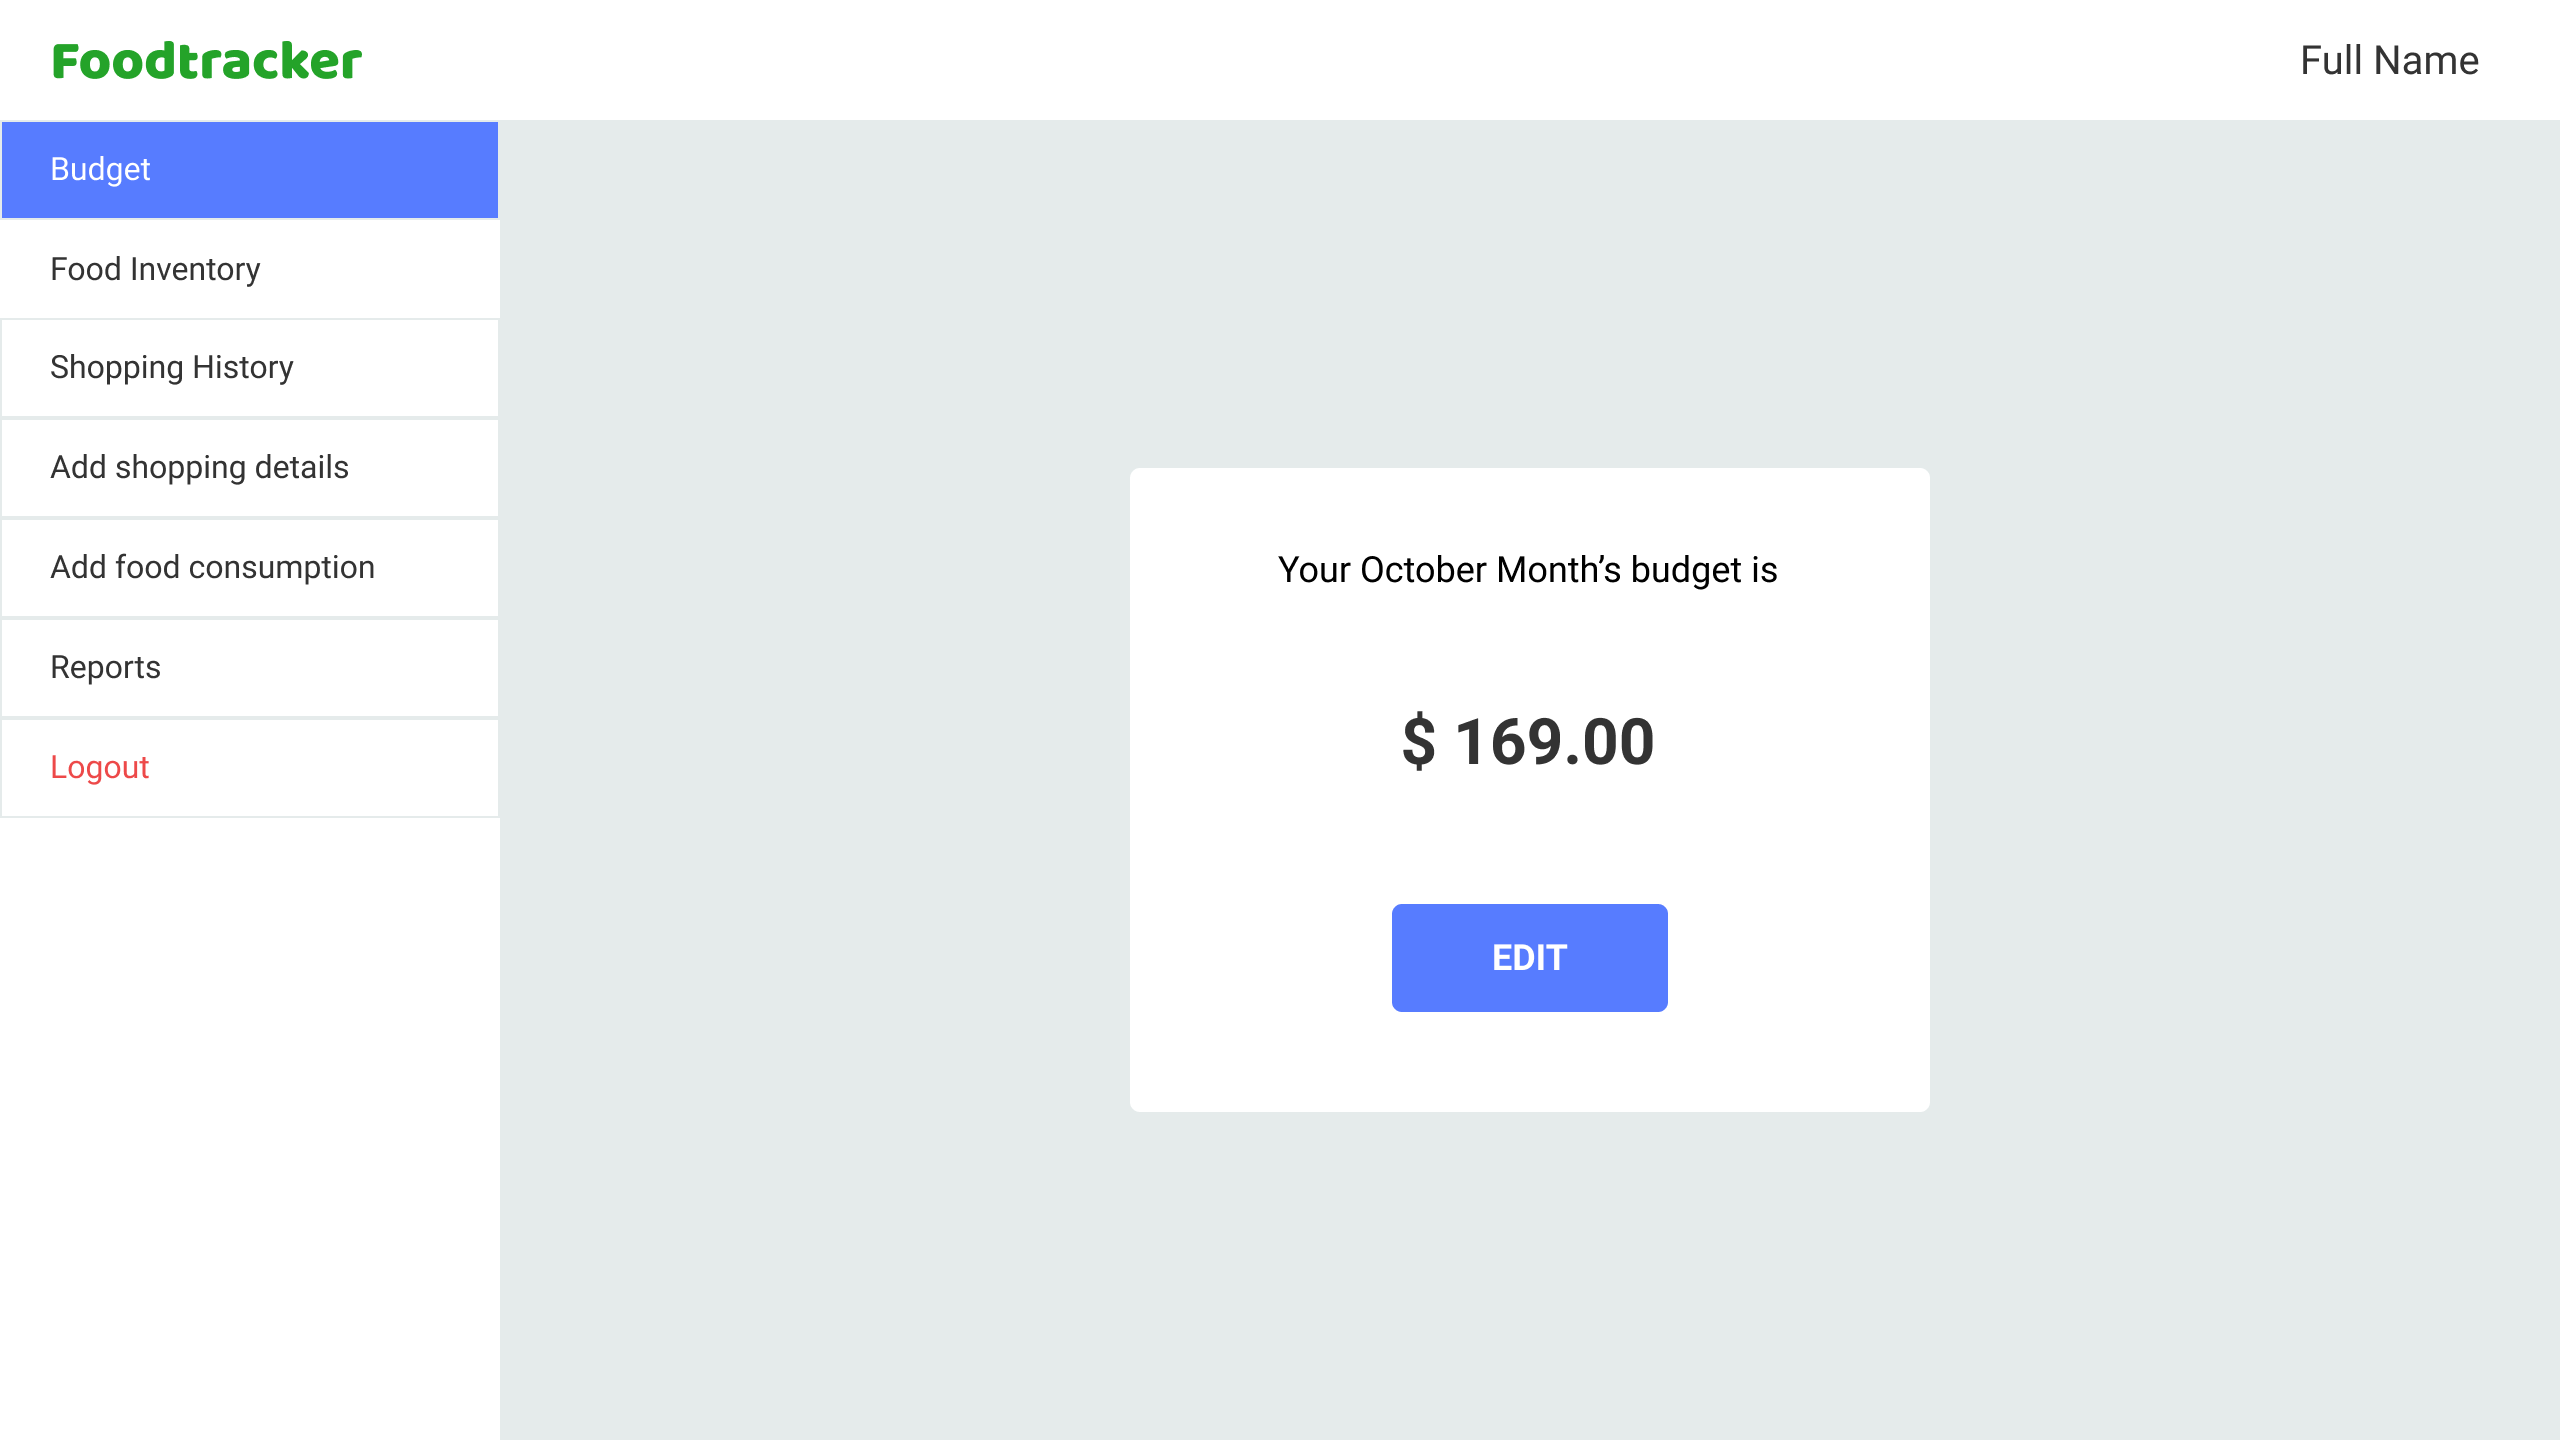 Foodtracker
Full Name
Budget
Food Inventory
Shopping History
Add shopping details
Add food consumption
Reports
Logout
Your October Month’s budget is
$ 169.00
EDIT